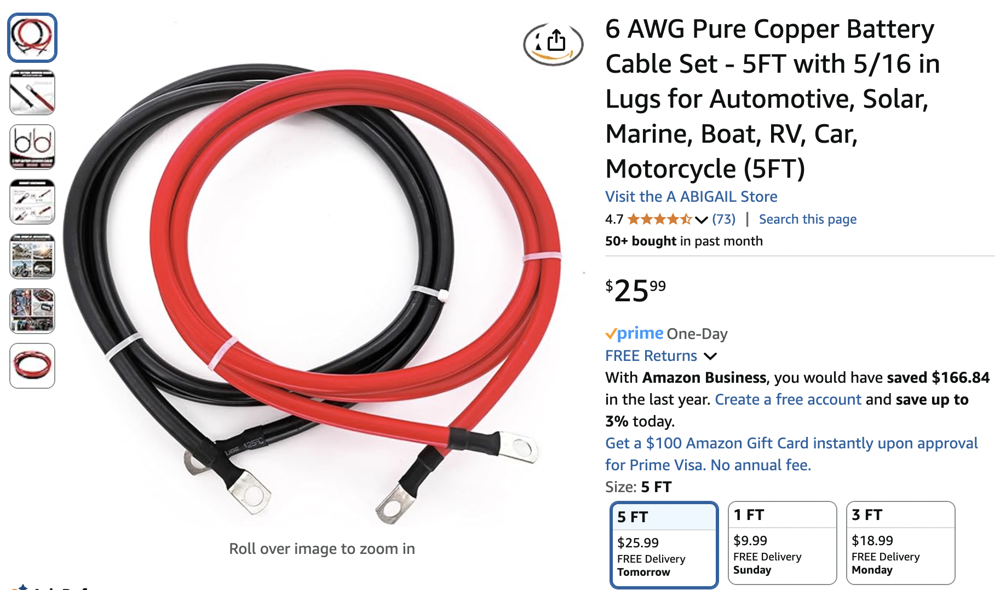 6 AWG Pure Copper Battery
Cable Set - 5FT with 5/16 in
Lugs for Automotive, Solar,
Marine, Boat, RV, Car,
Motorcycle (5FT)
Visit the A ABIGAIL Store
4.7 (73) | Search this page
50+ bought in past month
$25.99
prime One-Day
FREE Returns
With Amazon Business, you would have saved $166.84
in the last year. Create a free account and save up to
3% today.
Get a $100 Amazon Gift Card instantly upon approval
for Prime Visa. No annual fee.
Size: 5 FT
5 FT
$25.99
FREE Delivery
Tomorrow
1 FT
$9.99
FREE Delivery
Sunday
3 FT
$18.99
FREE Delivery
Monday
125°C
Roll over image to zoom in